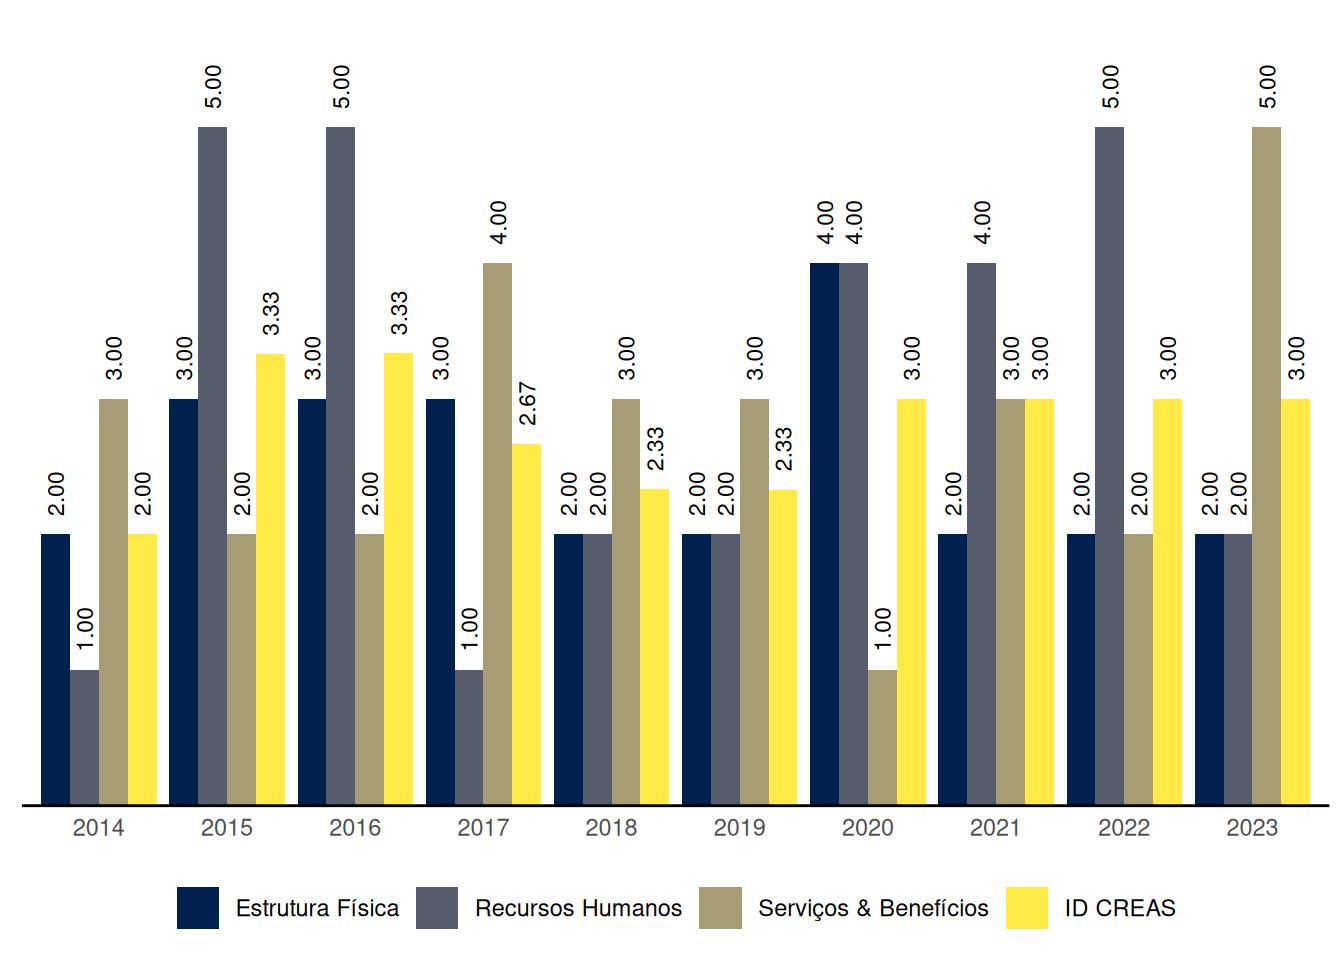 5.00 5.00 5.00 5.00
4.00 4.00 4.00 4.00
3.33 3.33
3.00 3.00 3.00 3.00 3.00 3.00 3.00 3.00 3.00 3.00 3.00
2.67
2.33 2.33
2.00 2.00 2.00 2.00 2.00 2.00 2.00 2.00 2.00 2.00 2.00 2.00 2.00
1.00 1.00 1.00
2014 2015 2016 2017 2018 2019 2020 2021 2022 2023
Estrutura Física Recursos Humanos Serviços & Benefícios ID CREAS